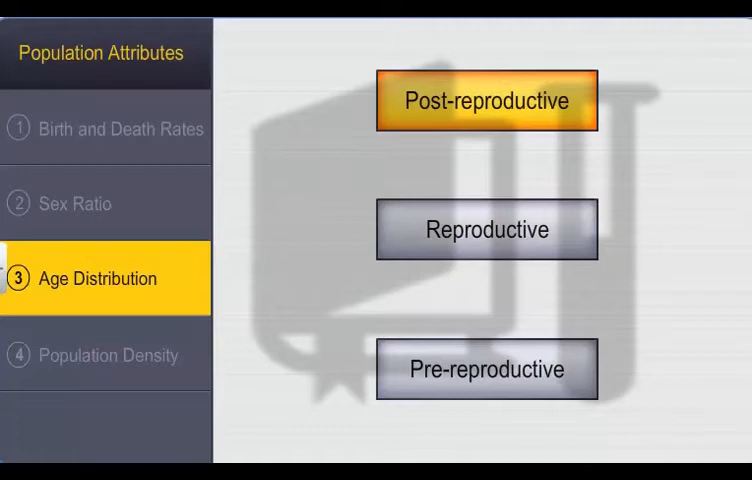 Population Attributes
1 Birth and Death Rates
2 Sex Ratio
3 Age Distribution
4 Population Density
Post-reproductive
Reproductive
Pre-reproductive